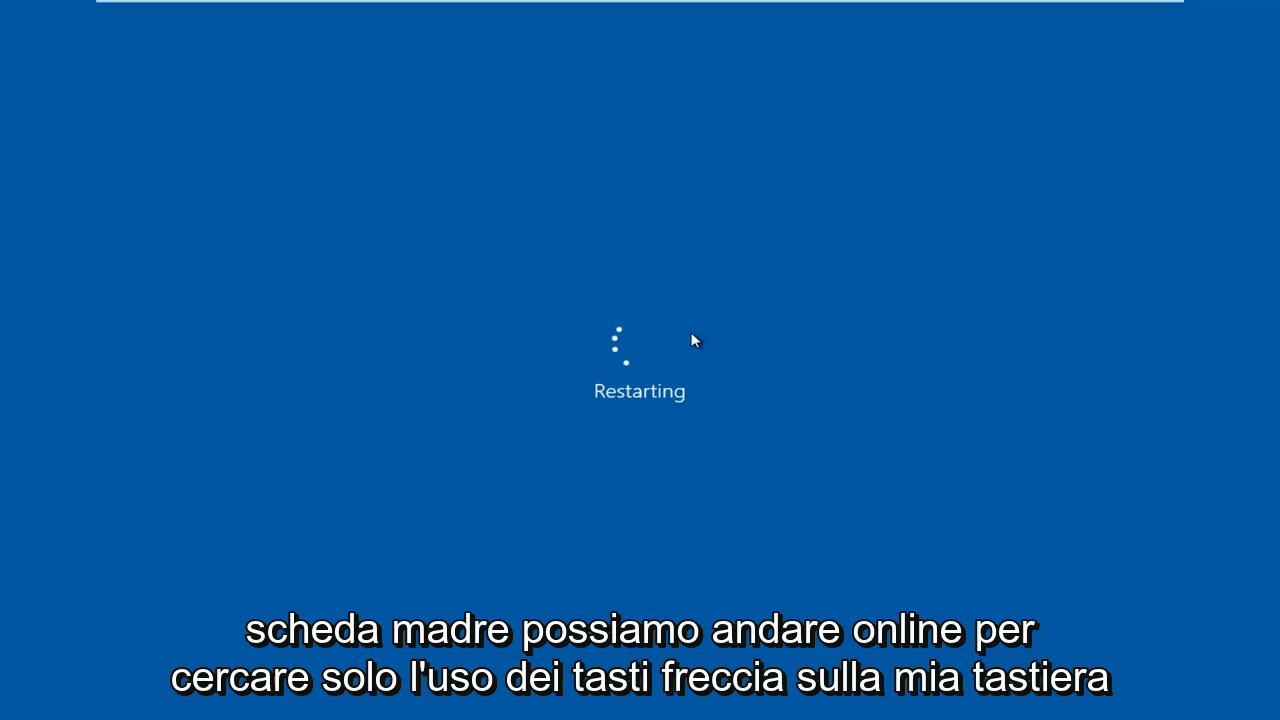 Restarting
scheda madre possiamo andare online per
cercare solo l'uso dei tasti freccia sulla mia tastiera